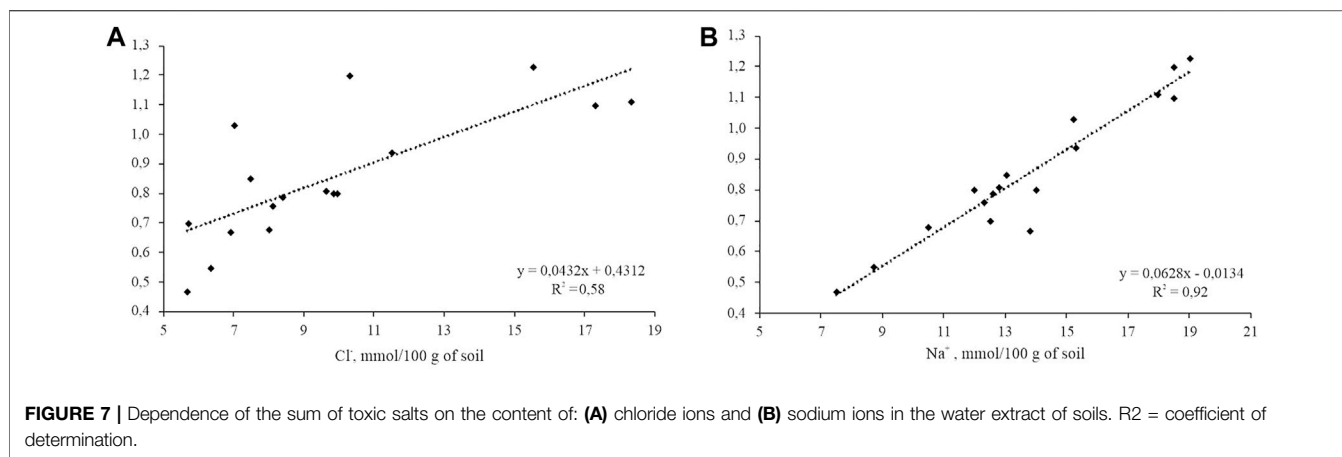 A
1,3
1,2
1,1
1,0
0,9
0,8
0,7
0,6
0,5
0,4
5 7 9 11 13 15 17 19
Cl-, mmol/100 g of soil
y = 0,0432x + 0,4312
R² = 0,58
B
1,3
1,2
1,1
1,0
0,9
0,8
0,7
0,6
0,5
0,4
5 7 9 11 13 15 17 19 21
Na+ , mmol/100 g of soil
y = 0,0628x - 0,0134
R² = 0,92
FIGURE 7 | Dependence of the sum of toxic salts on the content of: (A) chloride ions and (B) sodium ions in the water extract of soils. R2 = coefficient of
determination.